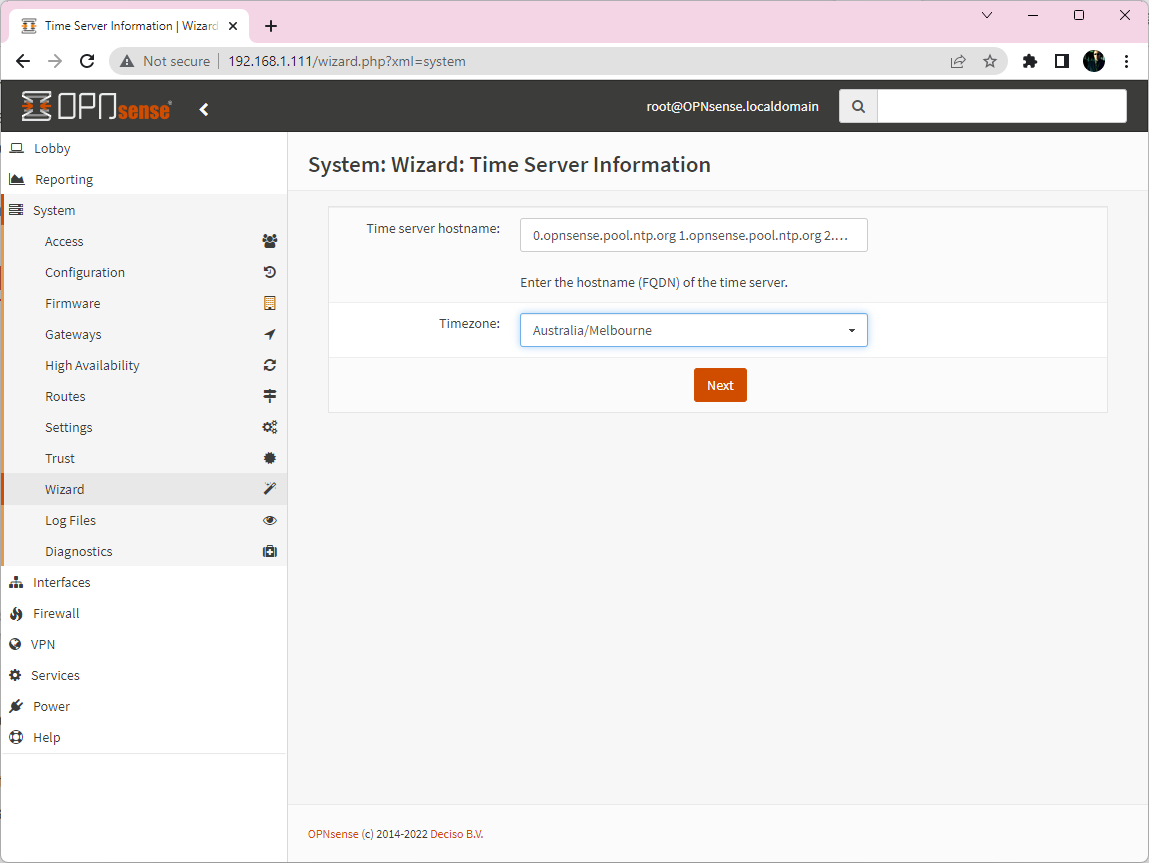 Time Server Information | Wizard
Not secure | 192.168.1.111/wizard.php?xml=system
OPNsense®
root@OPNsense.localdomain
Lobby
Reporting
System
Access
Configuration
Firmware
Gateways
High Availability
Routes
Settings
Trust
Wizard
Log Files
Diagnostics
Interfaces
Firewall
VPN
Services
Power
Help
System: Wizard: Time Server Information
Time server hostname:
0.opnsense.pool.ntp.org 1.opnsense.pool.ntp.org 2....
Enter the hostname (FQDN) of the time server.
Timezone:
Australia/Melbourne
Next
OPNsense (c) 2014-2022 Deciso B.V.